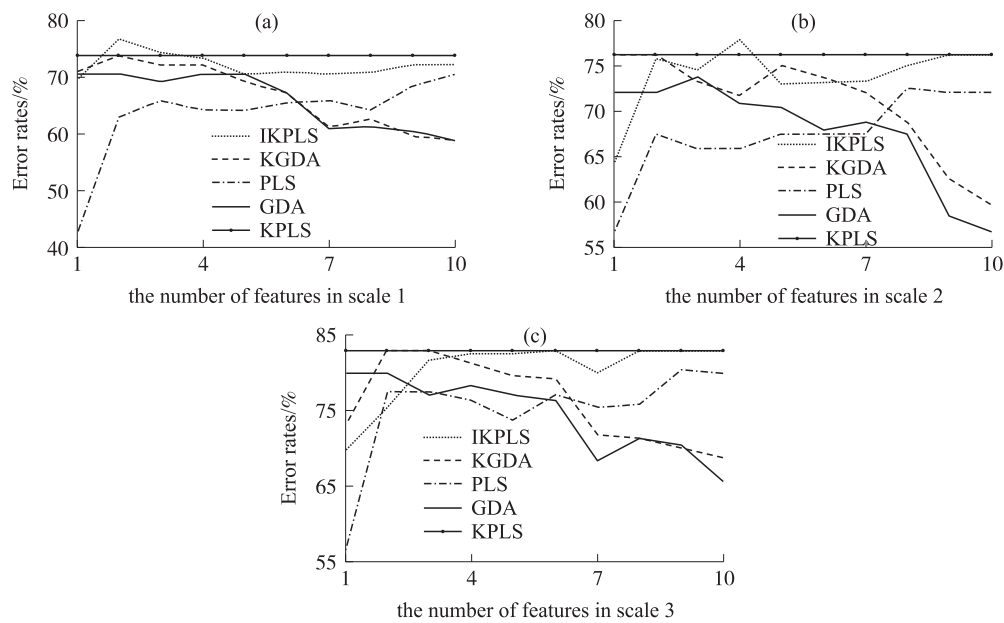 (a)
80
70
60
50
40
Error rates/%
IKPLS
KGDA
PLS
GDA
KPLS
1 4 7 10
the number of features in scale 1
(b)
80
75
70
65
60
55
Error rates/%
IKPLS
KGDA
PLS
GDA
KPLS
1 4 7 10
the number of features in scale 2
(c)
85
75
65
55
Error rates/%
IKPLS
KGDA
PLS
GDA
KPLS
1 4 7 10
the number of features in scale 3